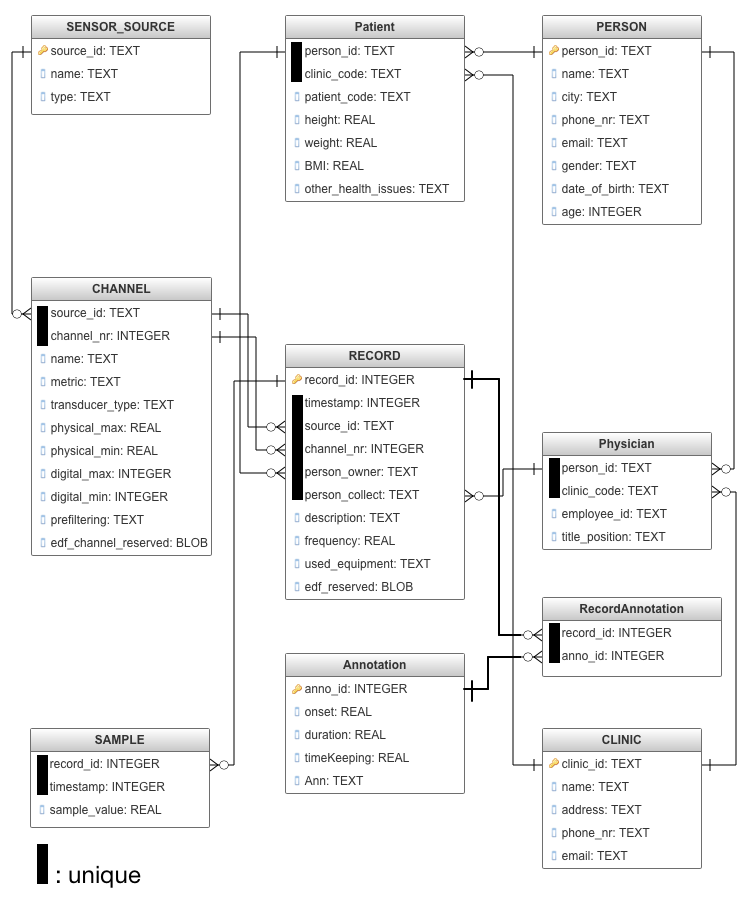 SENSOR_SOURCE
source_id: TEXT
name: TEXT
type: TEXT
Patient
person_id: TEXT
clinic_code: TEXT
patient_code: TEXT
height: REAL
weight: REAL
BMI: REAL
other_health_issues: TEXT
PERSON
person_id: TEXT
name: TEXT
city: TEXT
phone_nr: TEXT
email: TEXT
gender: TEXT
date_of_birth: TEXT
age: INTEGER
CHANNEL
source_id: TEXT
channel_nr: INTEGER
name: TEXT
metric: TEXT
transducer_type: TEXT
physical_max: REAL
physical_min: REAL
digital_max: INTEGER
digital_min: INTEGER
prefiltering: TEXT
edf_channel_reserved: BLOB
RECORD
record_id: INTEGER
timestamp: INTEGER
source_id: TEXT
channel_nr: INTEGER
person_owner: TEXT
person_collect: TEXT
description: TEXT
frequency: REAL
used_equipment: TEXT
edf_reserved: BLOB
Physician
person_id: TEXT
clinic_code: TEXT
employee_id: TEXT
title_position: TEXT
RecordAnnotation
record_id: INTEGER
anno_id: INTEGER
Annotation
anno_id: INTEGER
onset: REAL
duration: REAL
timeKeeping: REAL
Ann: TEXT
SAMPLE
record_id: INTEGER
timestamp: INTEGER
sample_value: REAL
CLINIC
clinic_id: TEXT
name: TEXT
address: TEXT
phone_nr: TEXT
email: TEXT
: unique